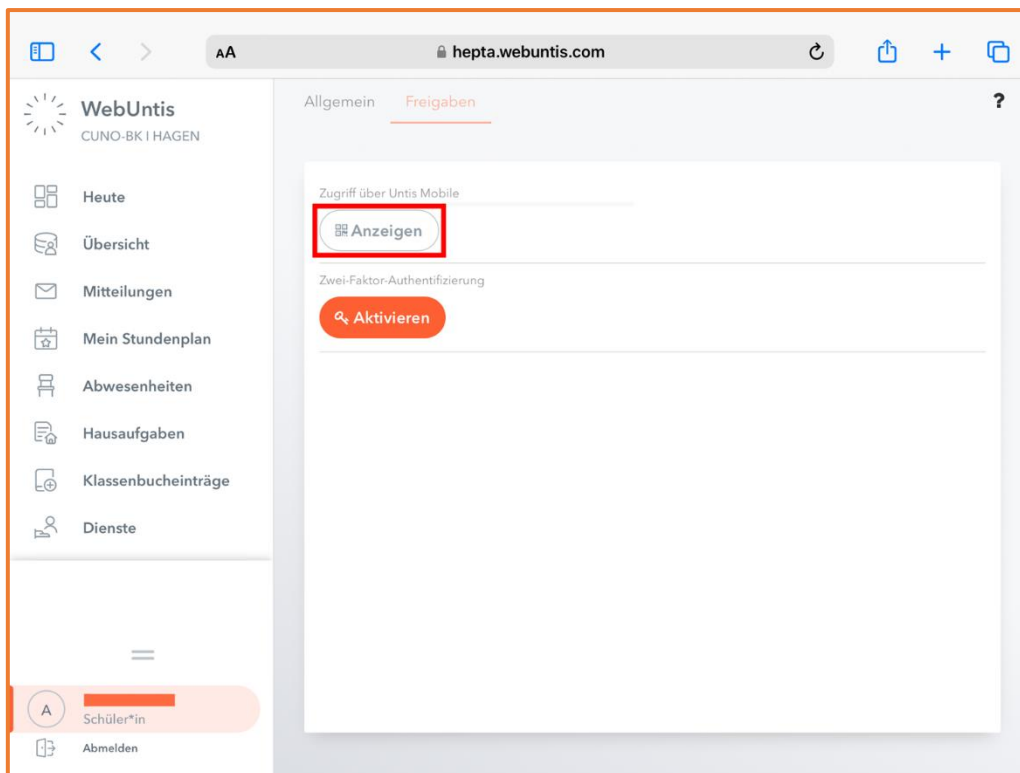 AA
hepta.webuntis.com
WebUntis
CUNO-BK I HAGEN
Heute
Übersicht
Mitteilungen
Mein Stundenplan
Abwesenheiten
Hausaufgaben
Klassenbucheinträge
Dienste
A
Schüler*in
Abmelden
Allgemein Freigaben
?
Zugriff über Untis Mobile
Anzeigen
Zwei-Faktor-Authentifizierung
Aktivieren